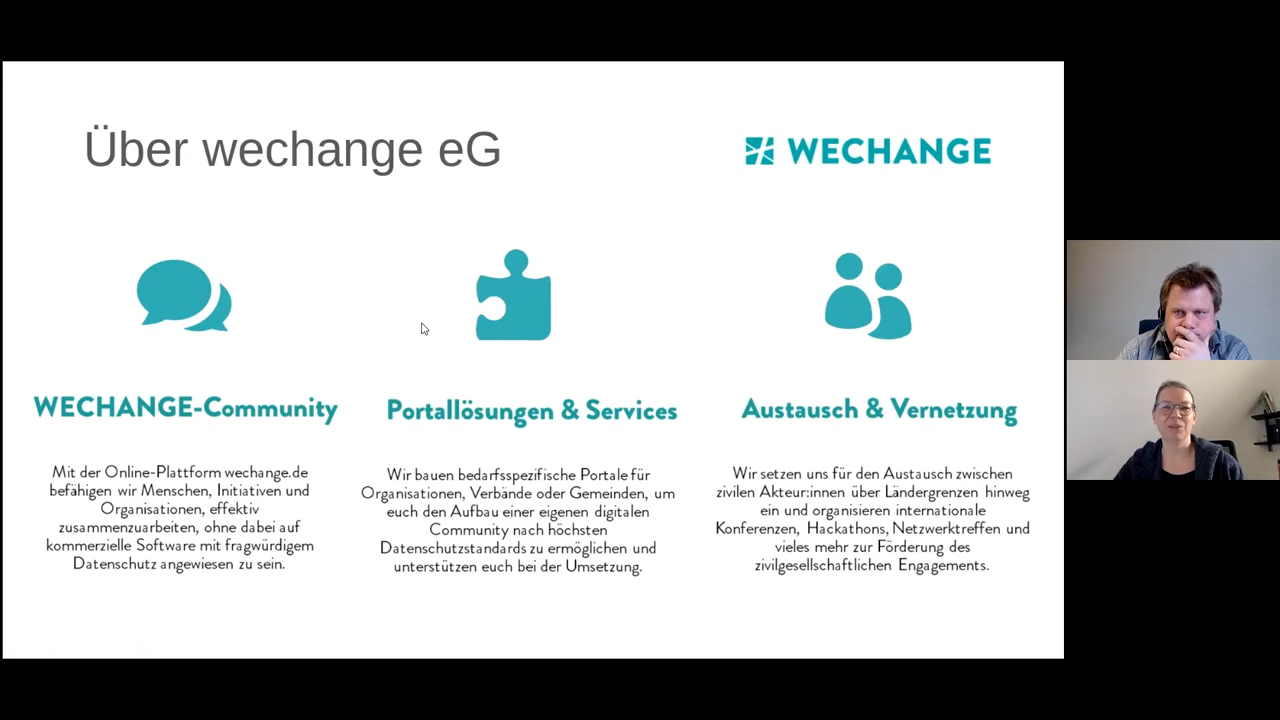 Über wechange eG
WECHANGE
WECHANGE-Community
Mit der Online-Plattform wechange.de
befähigen wir Menschen, Initiativen und
Organisationen, effektiv
zusammenzuarbeiten, ohne dabei auf
kommerzielle Software mit fragwürdigem
Datenschutz angewiesen zu sein.
Portallösungen & Services
Wir bauen bedarfsspezifische Portale für
Organisationen, Verbände oder Gemeinden, um
euch den Aufbau einer eigenen digitalen
Community nach höchsten
Datenschutzstandards zu ermöglichen und
unterstützen euch bei der Umsetzung.
Austausch & Vernetzung
Wir setzen uns für den Austausch zwischen
zivilen Akteur:innen über Ländergrenzen hinweg
ein und organisieren internationale
Konferenzen, Hackathons, Netzwerktreffen und
vieles mehr zur Förderung des
zivilgesellschaftlichen Engagements.